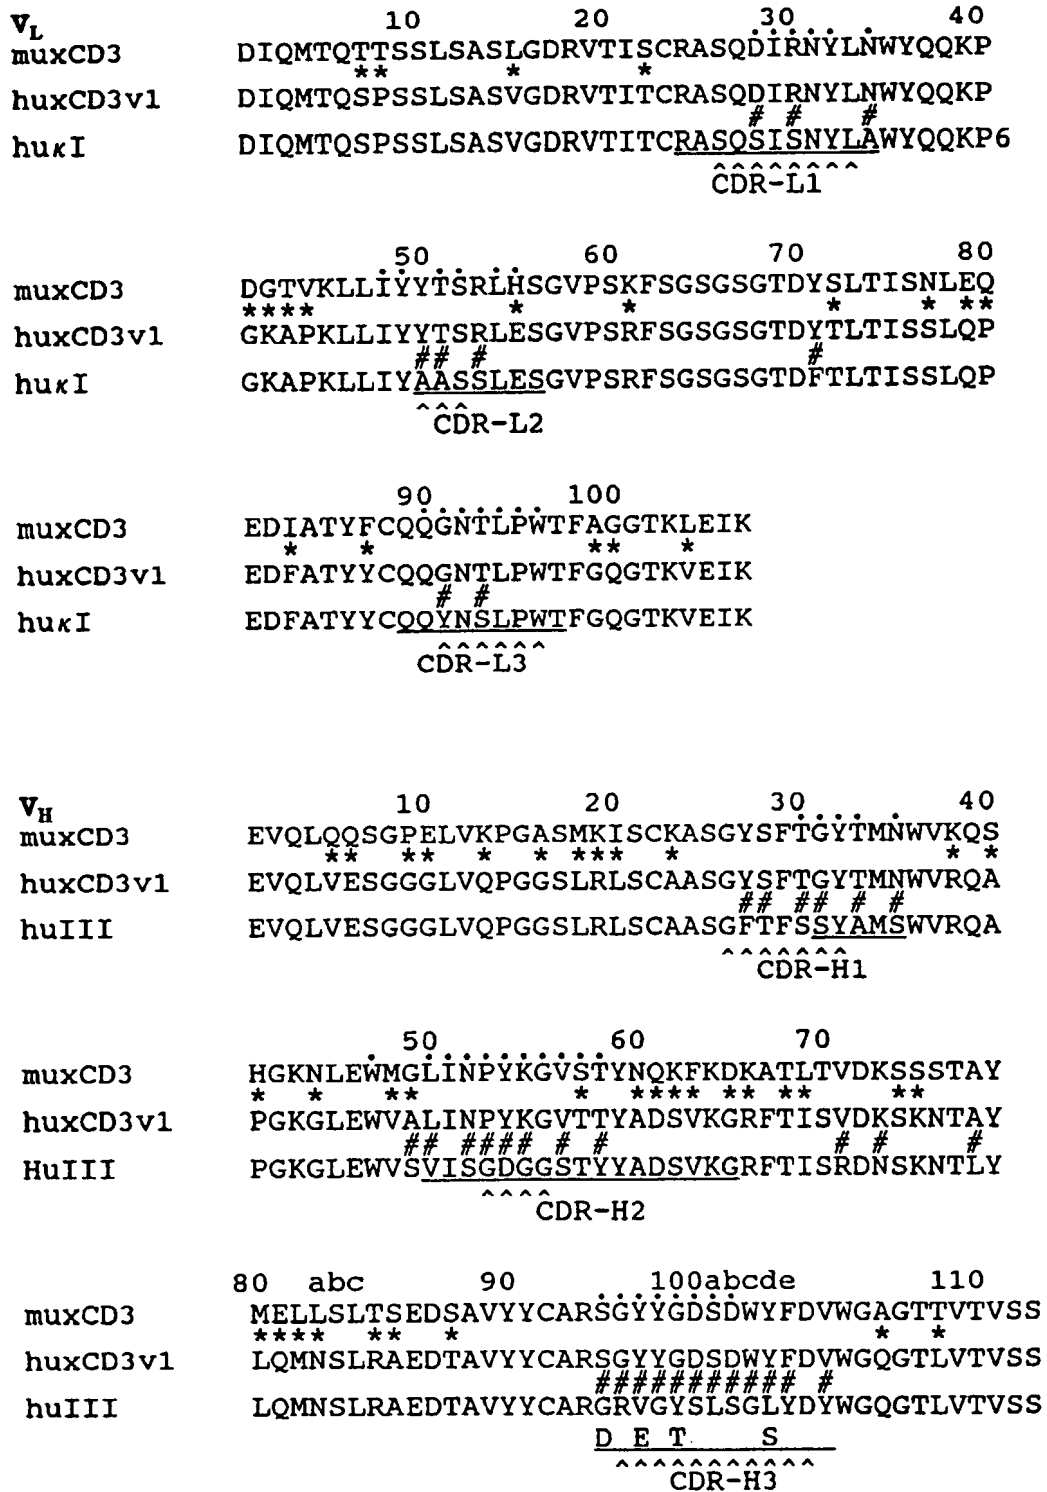 V_L 10 20 30 40
muxCD3 DIQMTQTTSSLSASLGDRVTISCRASQDIRNYLNWYQQKP
** * *
huxCD3v1 DIQMTQSPSSLSASVGDRVTITCRASQDIRNYLNWYQQKP
# # #
huκI DIQMTQSPSSLSASVGDRVTITCRASQSISNYLAWYQQKP6
^^^^^^^^
CDR-L1
50 60 70 80
muxCD3 DGTVKLLIYYTSRLHSGVPSKFSGSGSGTDYSLTISNLEQ
**** * * * * **
huxCD3v1 GKAPKLLIYYTSRLESGVPSRFSGSGSGTDYTLTISSLQP
## # #
huκI GKAPKLLIYAASSLESGVPSRFSGSGSGTDFTLTISSLQP
^^^
CDR-L2
90 100
muxCD3 EDIATYFCQQGNTLPWTFAGGTKLEIK
* * ** *
huxCD3v1 EDFATYYCQQGNTLPWTFGQGTKVEIK
# #
huκI EDFATYYCQQYNSLPWTFGQGTKVEIK
^^^^^^
CDR-L3
V_H 10 20 30 40
muxCD3 EVQLQQSGPELVKPGASMKISCKASGYSFTGYTMNWVKQS
** ** * * *** * * *
huxCD3v1 EVQLVESGGGLVQPGGSLRLSCAASGYSFTGYTMNWVRQA
## ## # #
huIII EVQLVESGGGLVQPGGSLRLSCAASGFTFSSYAMSWVRQA
^^^^^^^
CDR-H1
50 60 70
muxCD3 HGKNLEWMGLINPYKGVSTYNQKFKDKATLTVDKSSSTAY
* * ** * **** ** ** **
huxCD3v1 PGKGLEWVALINPYKGVTTYADSVKGRFTISVDKSKNTAY
## #### # # # # #
HuIII PGKGLEWVSVISGDGGSTYYADSVKGRFTISRDNSKNTLY
^^^^
CDR-H2
80 abc 90 100abcde 110
muxCD3 MELLSLTSEDSAVYYCARSGYYGDSDWYFDVWGAGTTVTVSS
**** ** * * *
huxCD3v1 LQMNSLRAEDTAVYYCARSGYYGDSDWYFDVWGQGTLVTVSS
########### #
huIII LQMNSLRAEDTAVYYCARGRVGYSLSGLYDYWGQGTLVTVSS
D E T S
^^^^^^^^^^^
CDR-H3